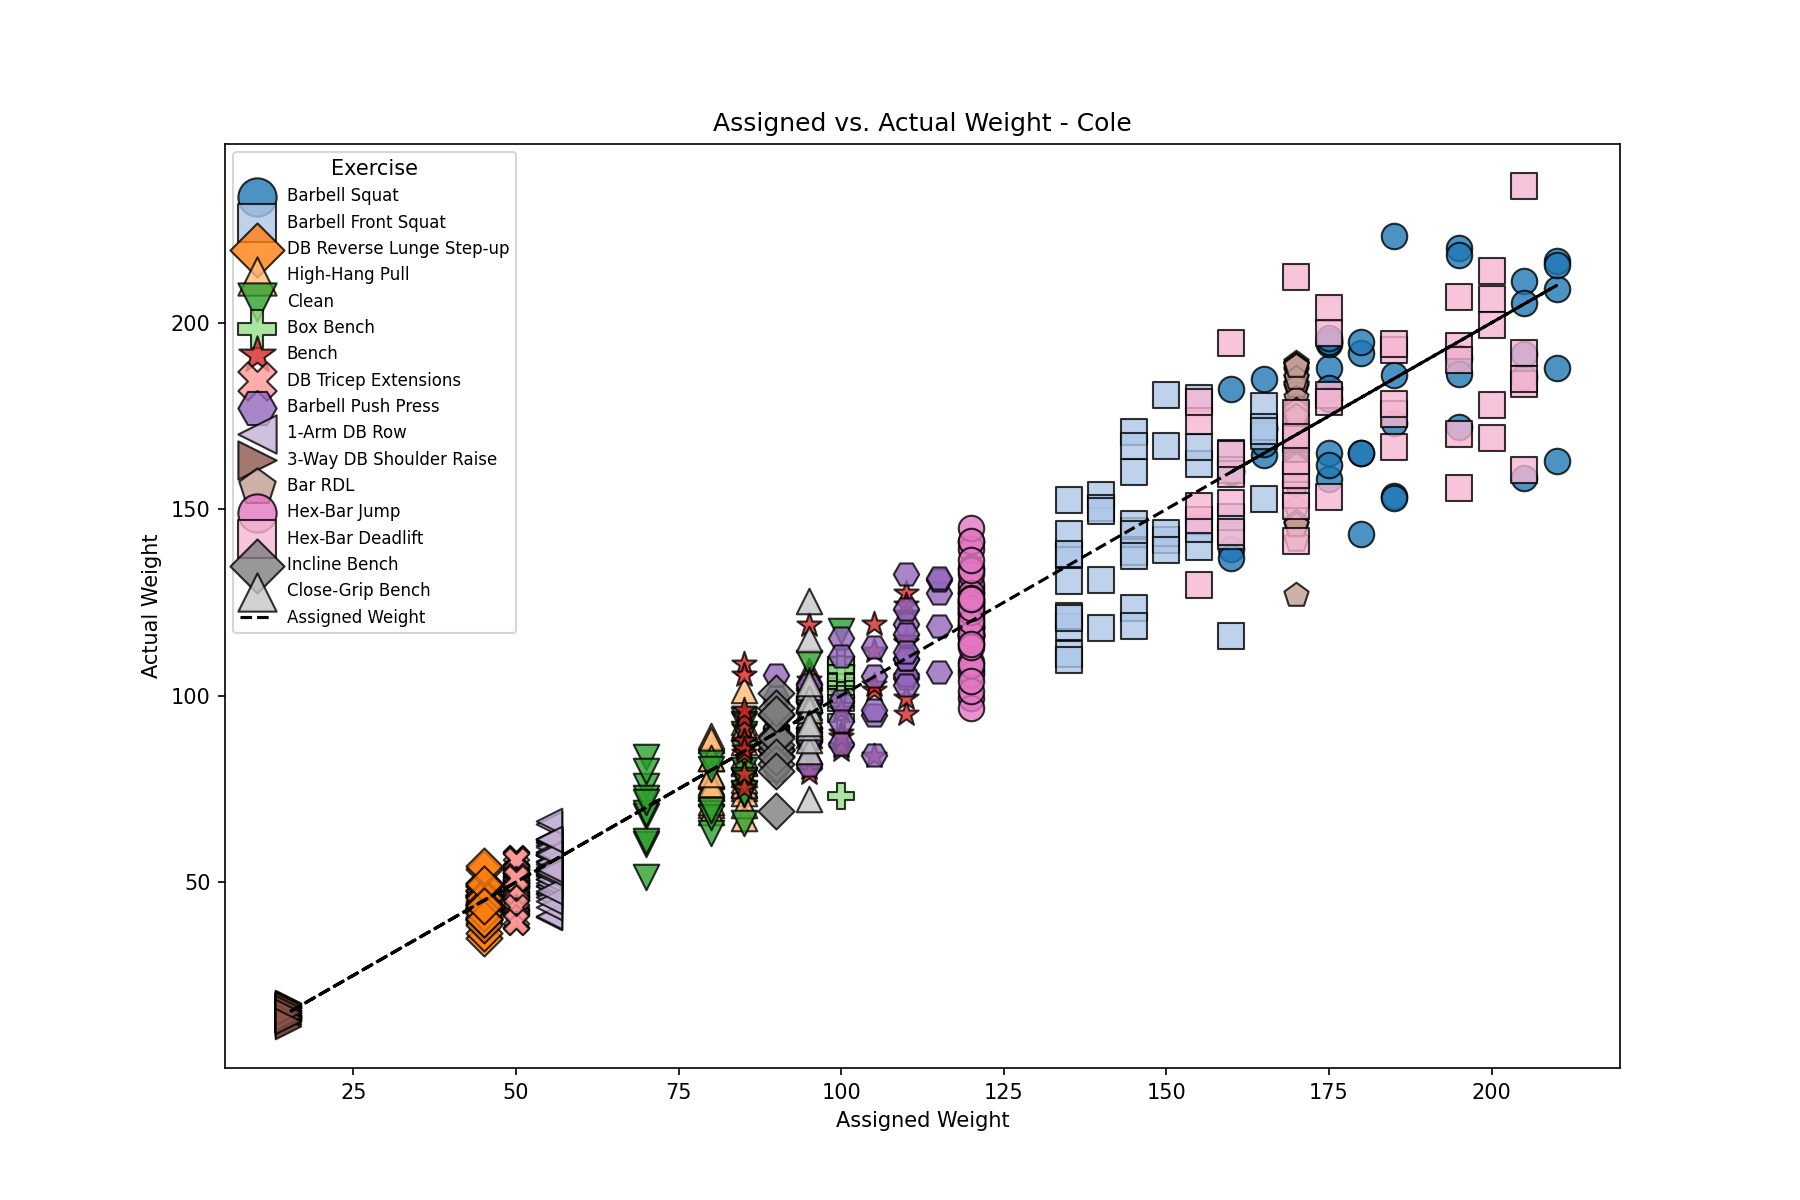 Assigned vs. Actual Weight - Cole
Exercise
Barbell Squat
Barbell Front Squat
DB Reverse Lunge Step-up
High-Hang Pull
Clean
Box Bench
Bench
DB Tricep Extensions
Barbell Push Press
1-Arm DB Row
3-Way DB Shoulder Raise
Bar RDL
Hex-Bar Jump
Hex-Bar Deadlift
Incline Bench
Close-Grip Bench
Assigned Weight
Actual Weight
200
150
100
50
25 50 75 100 125 150 175 200
Assigned Weight